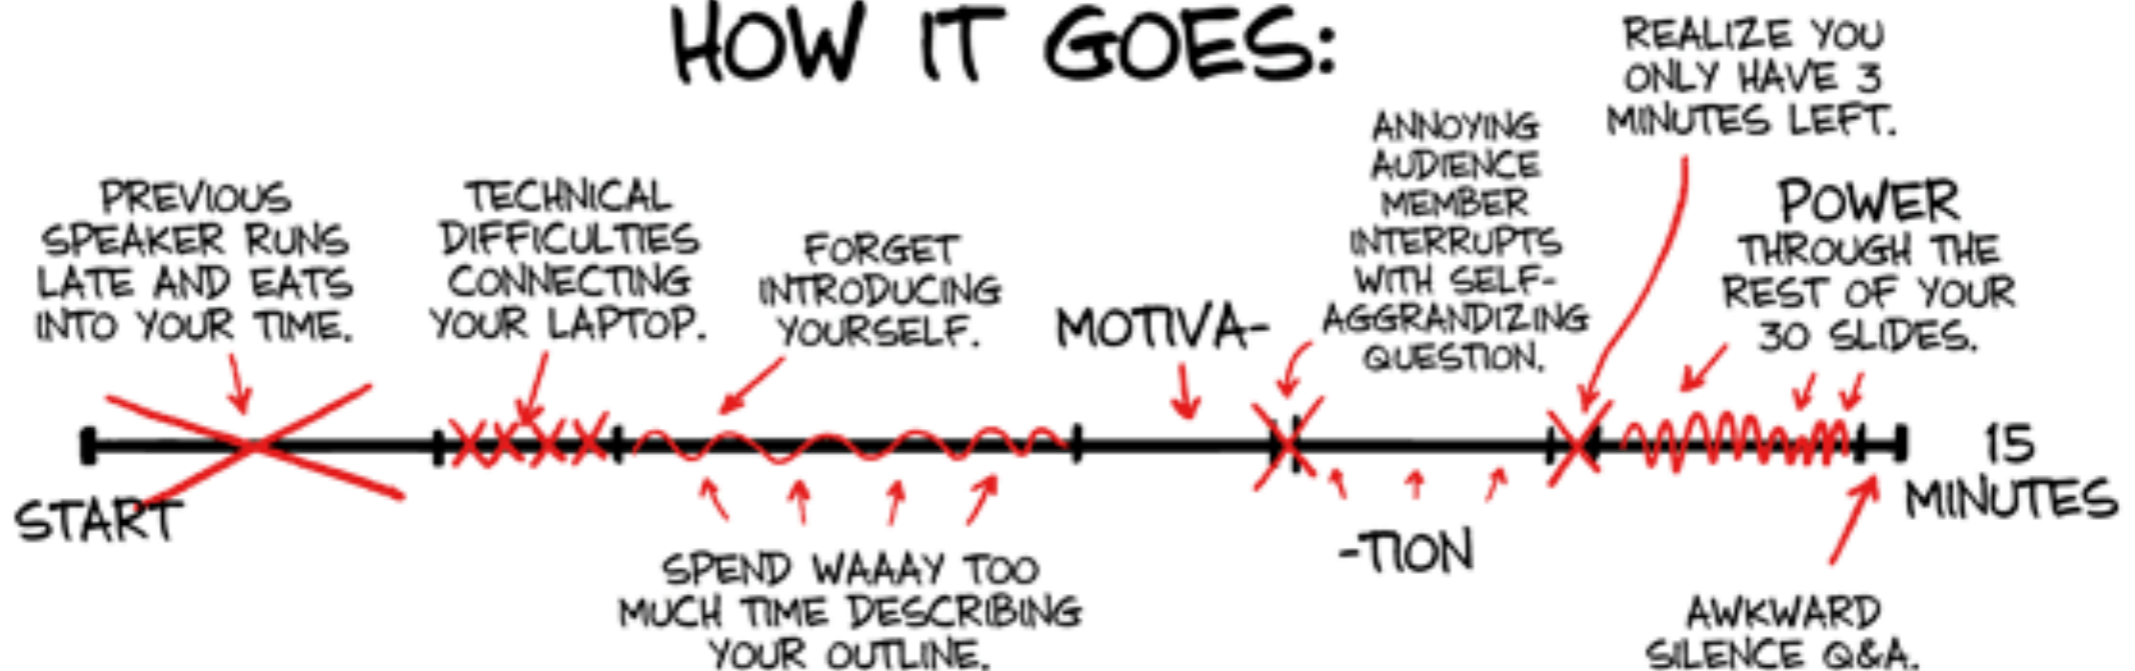 HOW IT GOES:
PREVIOUS
SPEAKER RUNS
LATE AND EATS
INTO YOUR TIME.
TECHNICAL
DIFFICULTIES
CONNECTING
YOUR LAPTOP.
FORGET
INTRODUCING
YOURSELF.
MOTIVA-
ANNOYING
AUDIENCE
MEMBER
INTERRUPTS
WITH SELF-
AGGRANDIZING
QUESTION.
REALIZE YOU
ONLY HAVE 3
MINUTES LEFT.
POWER
THROUGH THE
REST OF YOUR
30 SLIDES.
START
SPEND WAAAY TOO
MUCH TIME DESCRIBING
YOUR OUTLINE.
-TION
AWKWARD
SILENCE Q&A.
15
MINUTES